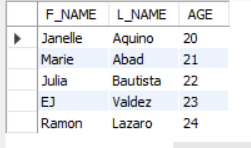 F_NAME L_NAME AGE
Janelle Aquino 20
Marie Abad 21
Julia Bautista 22
EJ Valdez 23
Ramon Lazaro 24